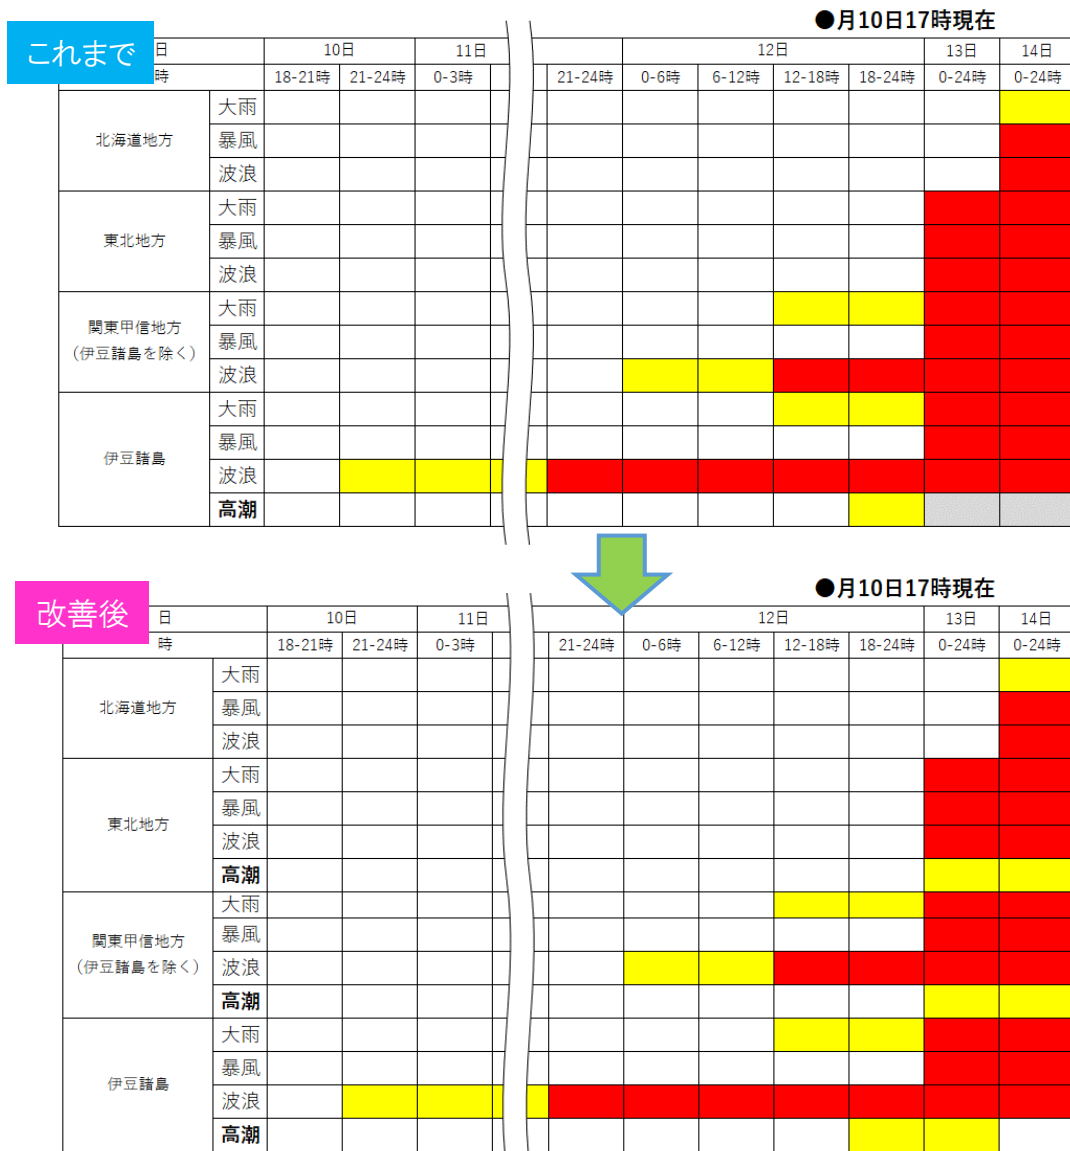 ●月10日17時現在
これまで
日 10日 11日 12日 13日 14日
時 18-21時 21-24時 0-3時 21-24時 0-6時 6-12時 12-18時 18-24時 0-24時 0-24時
北海道地方
大雨
暴風
波浪
東北地方
大雨
暴風
波浪
関東甲信地方
（伊豆諸島を除く）
大雨
暴風
波浪
伊豆諸島
大雨
暴風
波浪
高潮
●月10日17時現在
改善後
日 10日 11日 12日 13日 14日
時 18-21時 21-24時 0-3時 21-24時 0-6時 6-12時 12-18時 18-24時 0-24時 0-24時
北海道地方
大雨
暴風
波浪
東北地方
大雨
暴風
波浪
高潮
関東甲信地方
（伊豆諸島を除く）
大雨
暴風
波浪
高潮
伊豆諸島
大雨
暴風
波浪
高潮